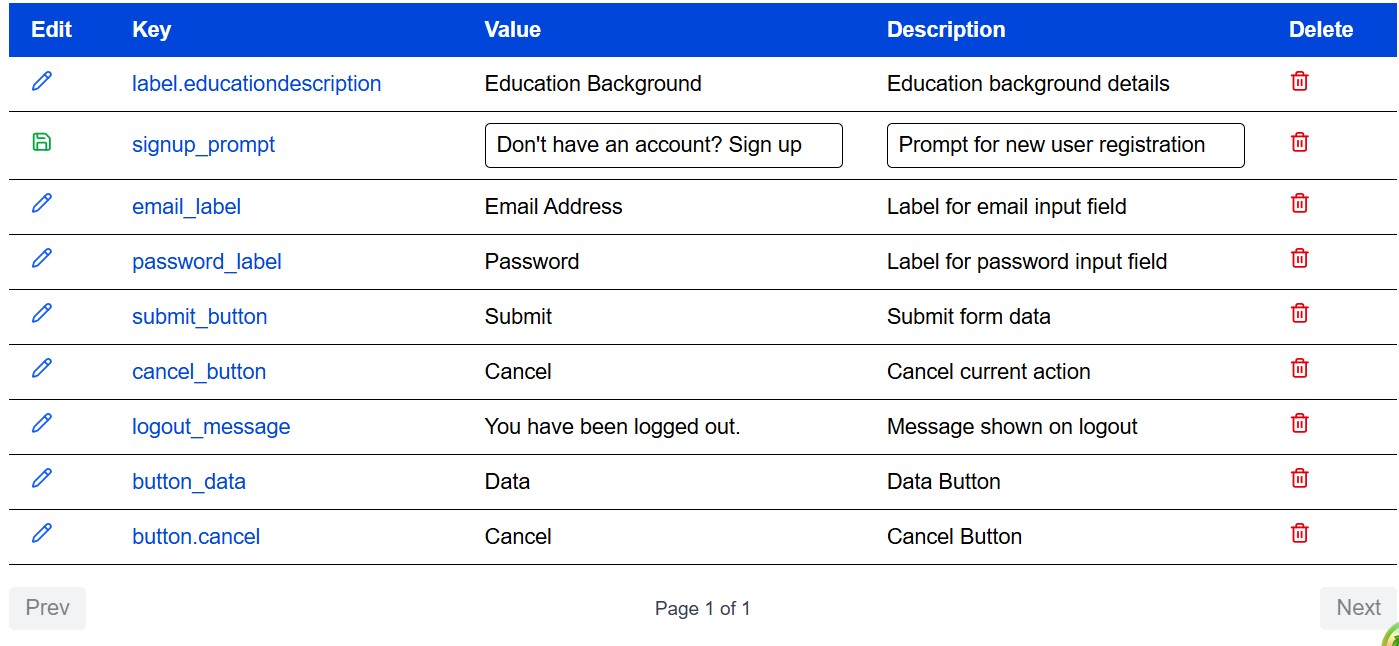 Edit Key Value Description Delete
label.educationdescription Education Background Education background details
signup_prompt Don't have an account? Sign up Prompt for new user registration
email_label Email Address Label for email input field
password_label Password Label for password input field
submit_button Submit Submit form data
cancel_button Cancel Cancel current action
logout_message You have been logged out. Message shown on logout
button_data Data Data Button
button.cancel Cancel Cancel Button
Prev Page 1 of 1 Next